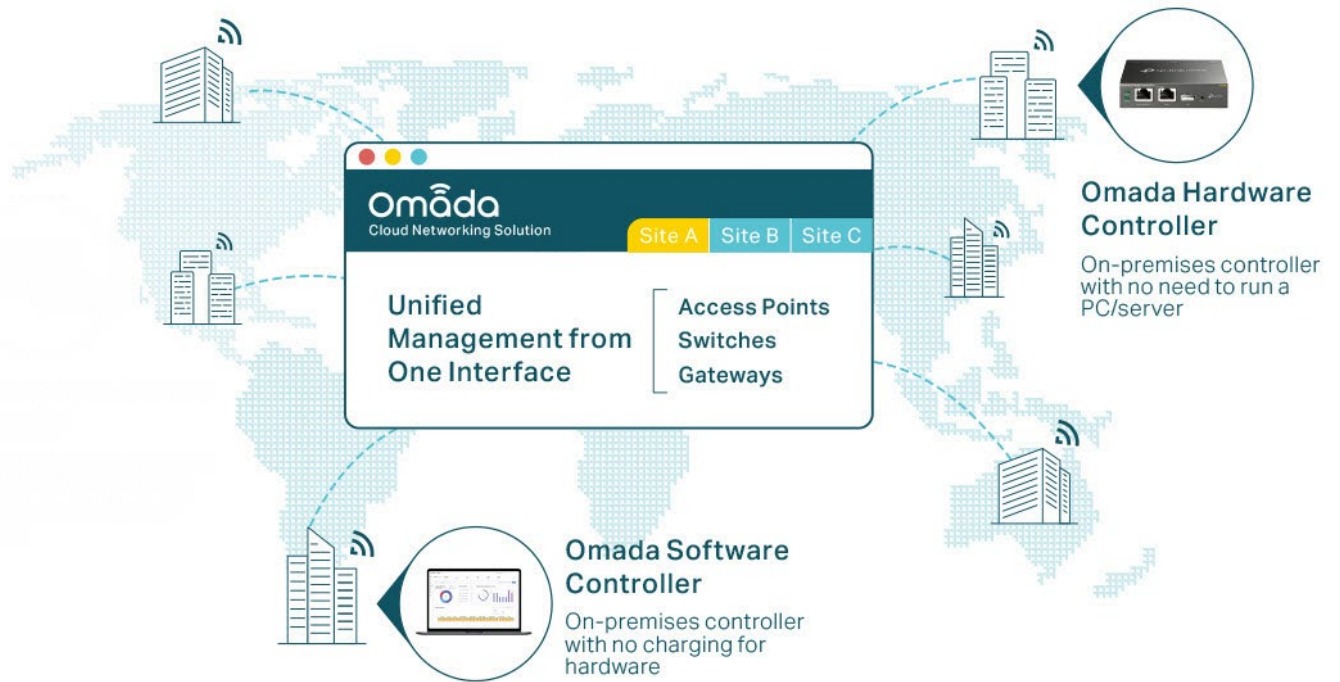 Omada
Cloud Networking Solution
Site A
Site B
Site C
Unified
Management from
One Interface
Access Points
Switches
Gateways
Omada Hardware
Controller
On-premises controller
with no need to run a
PC/server
Omada Software
Controller
On-premises controller
with no charging for
hardware